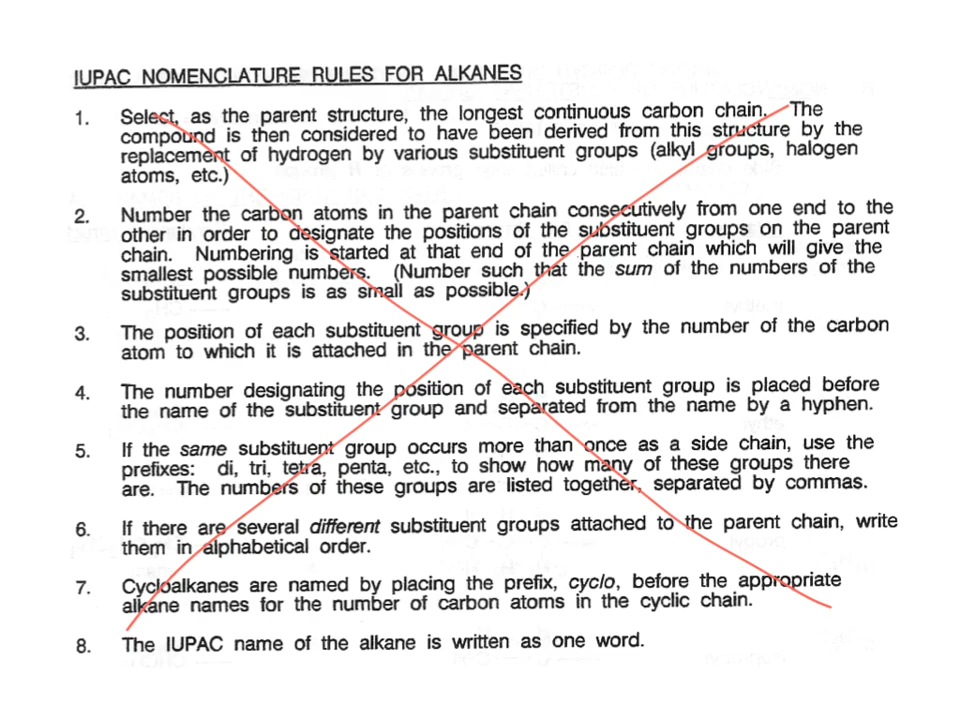 IUPAC NOMENCLATURE RULES FOR ALKANES
1. Select, as the parent structure, the longest continuous carbon chain. The
compound is then considered to have been derived from this structure by the
replacement of hydrogen by various substituent groups (alkyl groups, halogen
atoms, etc.)
2. Number the carbon atoms in the parent chain consecutively from one end to the
other in order to designate the positions of the substituent groups on the parent
chain. Numbering is started at that end of the parent chain which will give the
smallest possible numbers. (Number such that the sum of the numbers of the
substituent groups is as small as possible.)
3. The position of each substituent group is specified by the number of the carbon
atom to which it is attached in the parent chain.
4. The number designating the position of each substituent group is placed before
the name of the substituent group and separated from the name by a hyphen.
5. If the same substituent group occurs more than once as a side chain, use the
prefixes: di, tri, tetra, penta, etc., to show how many of these groups there
are. The numbers of these groups are listed together, separated by commas.
6. If there are several different substituent groups attached to the parent chain, write
them in alphabetical order.
7. Cycloalkanes are named by placing the prefix, cyclo, before the appropriate
alkane names for the number of carbon atoms in the cyclic chain.
8. The IUPAC name of the alkane is written as one word.